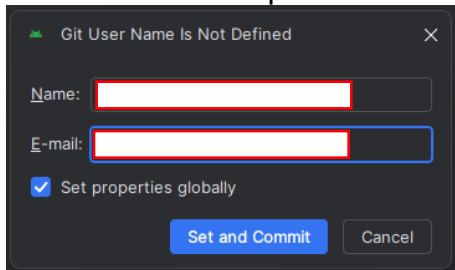 Git User Name Is Not Defined
Name:
E-mail:
Set properties globally
Set and Commit Cancel